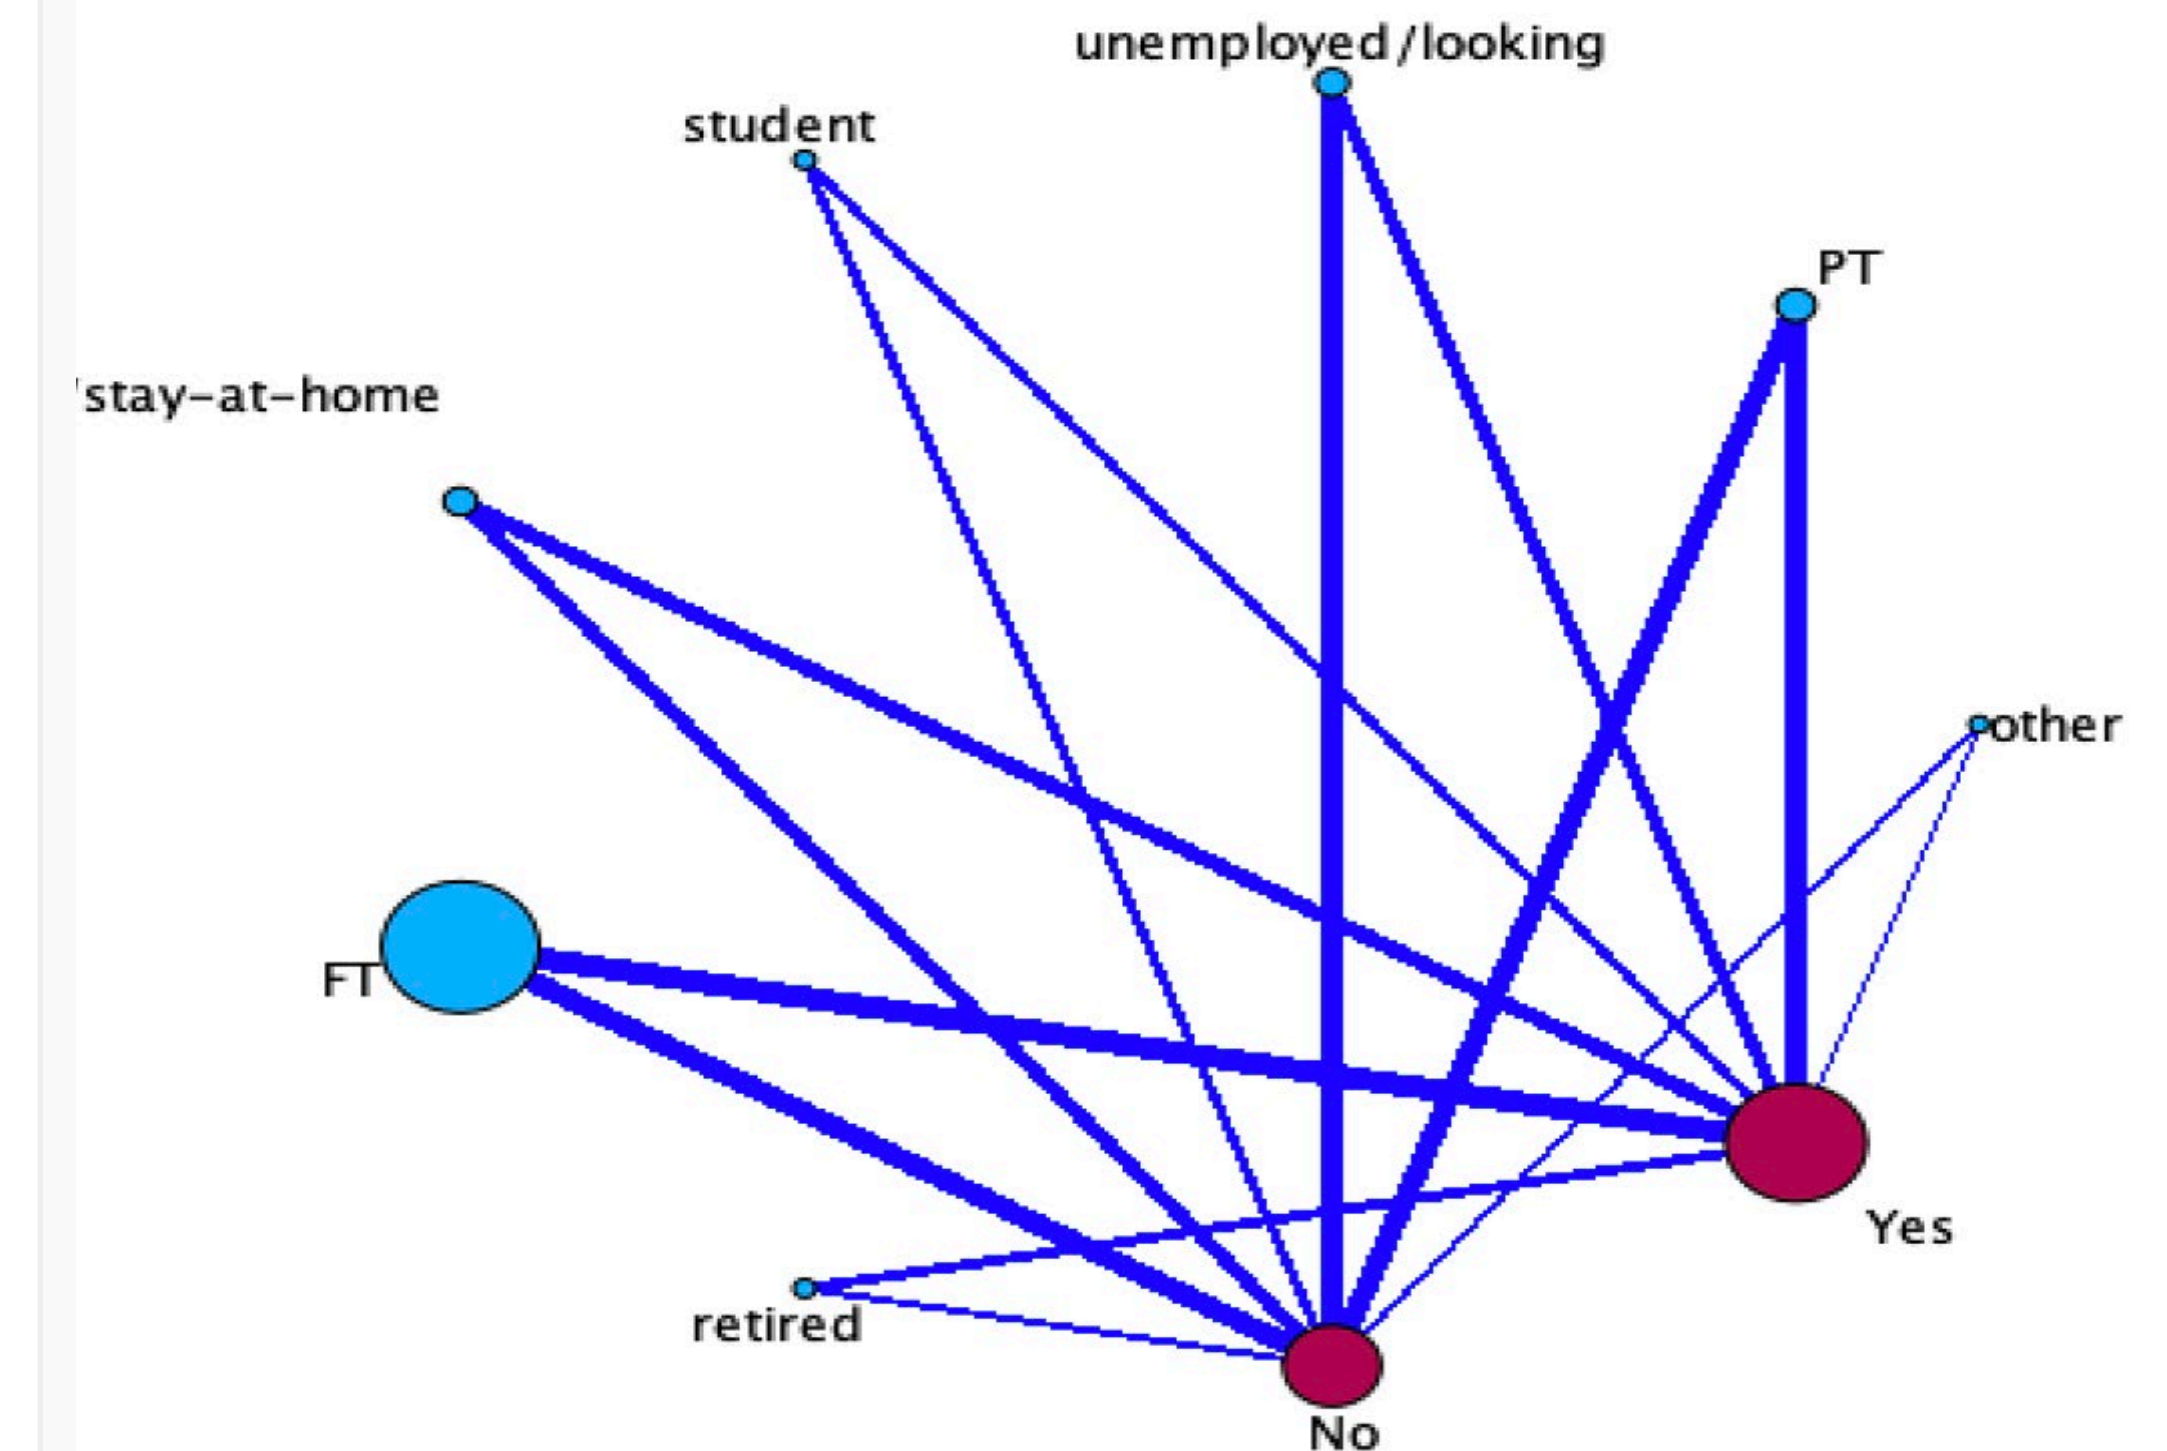 unemployed/looking
student
PT
/stay-at-home
other
FT
Yes
retired
No